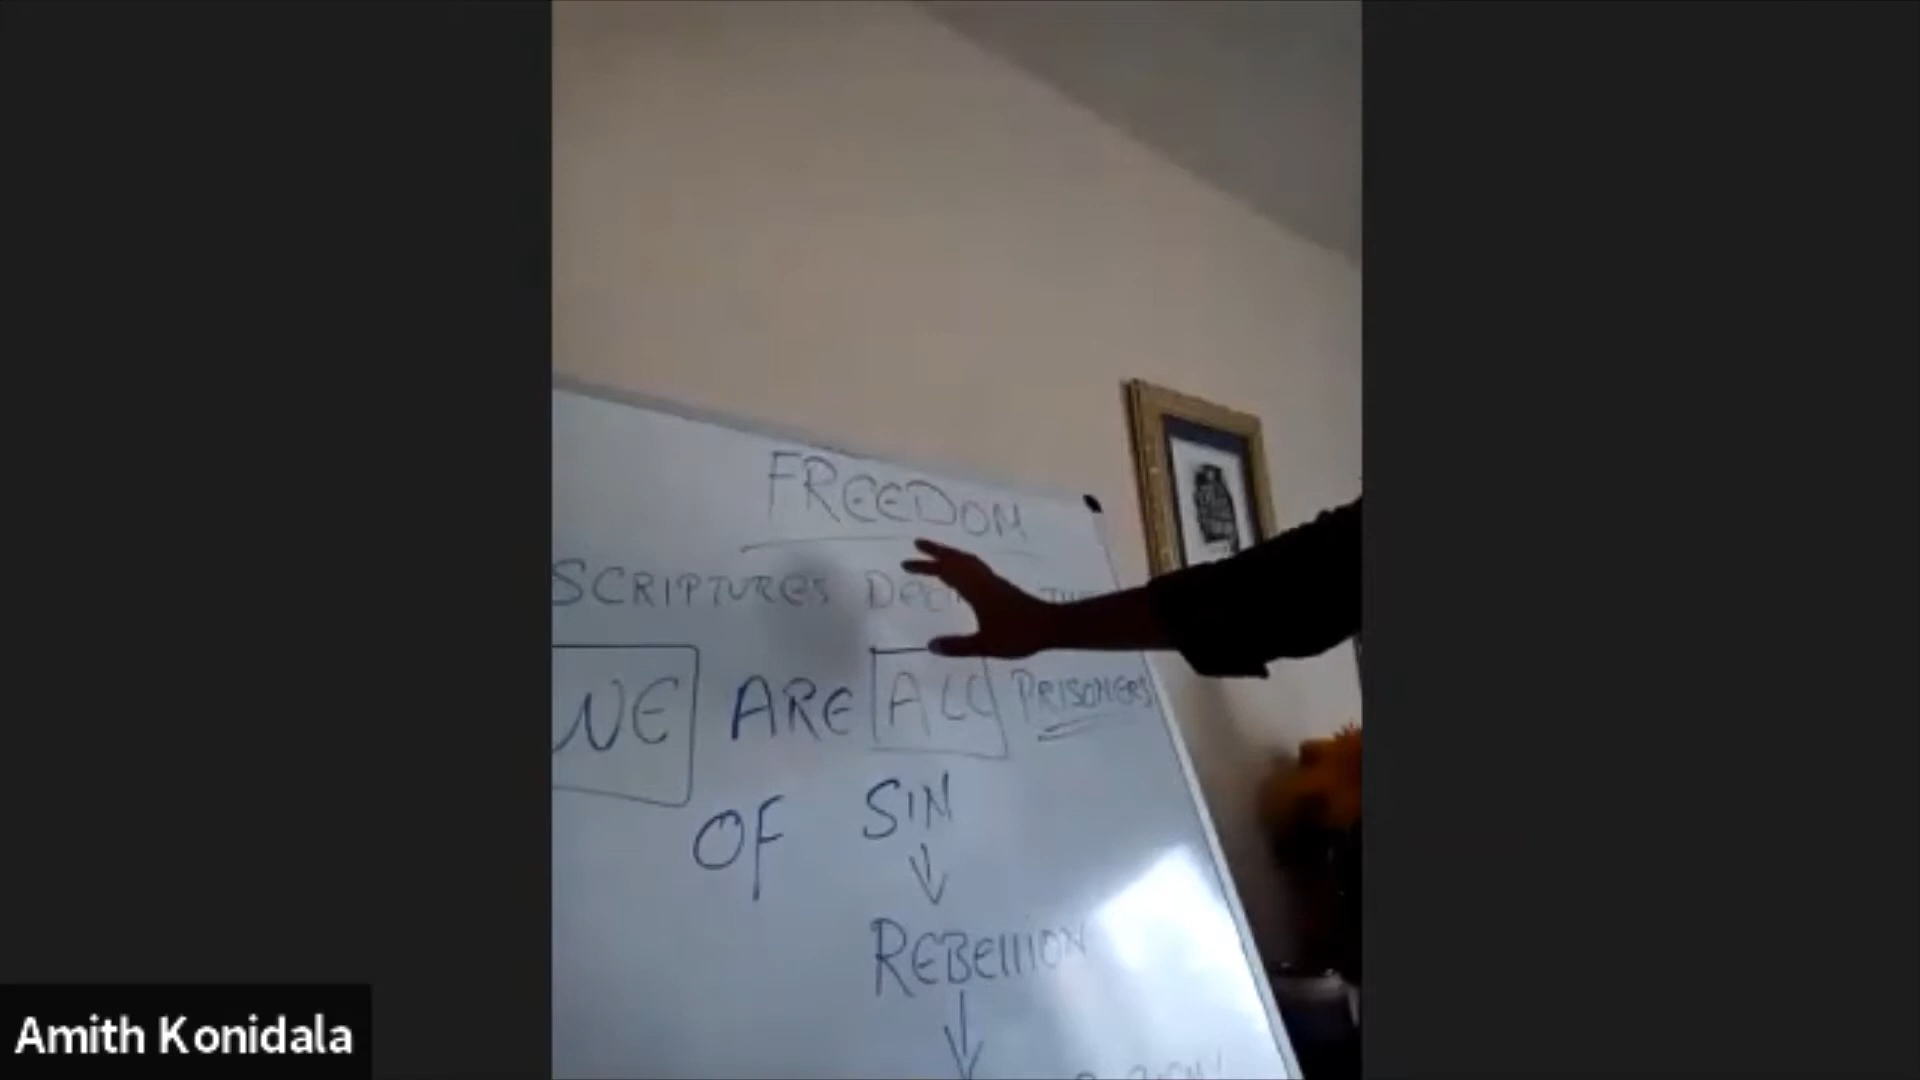 FREEDOM
SCRIPTURES
WE ARE ALL PRISONERS
OF SIN
REBELLION
Amith Konidala